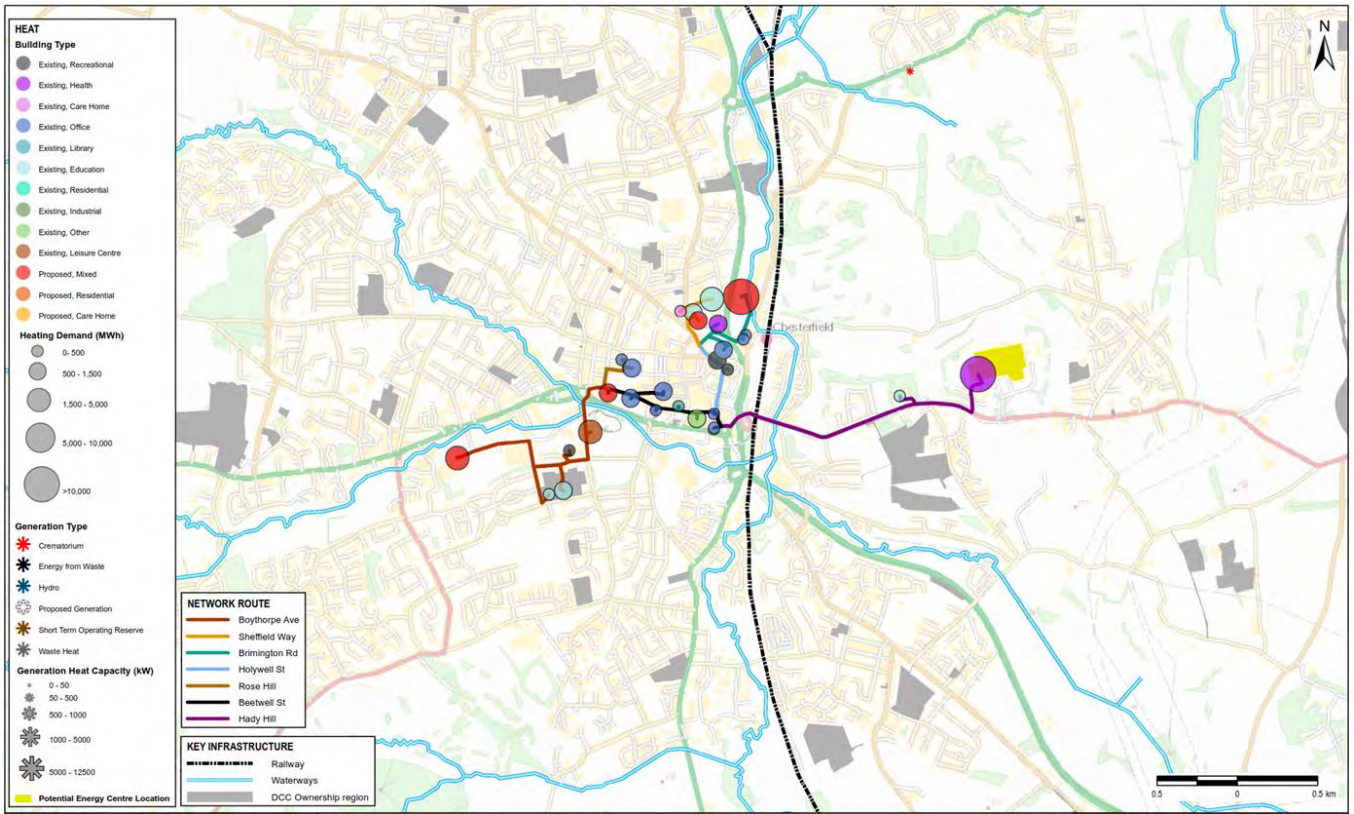 HEAT
Building Type
Existing, Recreational
Existing, Health
Existing, Care Home
Existing, Office
Existing, Library
Existing, Education
Existing, Residential
Existing, Industrial
Existing, Other
Existing, Leisure Centre
Proposed, Mixed
Proposed, Residential
Proposed, Care Home
Heating Demand (MWh)
0- 500
500 - 1,500
1,500 - 5,000
5,000 - 10,000
>10,000
Generation Type
Crematorium
Energy from Waste
Hydro
Proposed Generation
Short Term Operating Reserve
Waste Heat
Generation Heat Capacity (kW)
0 - 50
50 - 500
500 - 1000
1000 - 5000
5000 - 12500
Potential Energy Centre Location
NETWORK ROUTE
Boythorpe Ave
Sheffield Way
Brimington Rd
Holywell St
Rose Hill
Beetwell St
Hady Hill
KEY INFRASTRUCTURE
Railway
Waterways
DCC Ownership region
Chesterfield
N
0.5 0 0.5 km